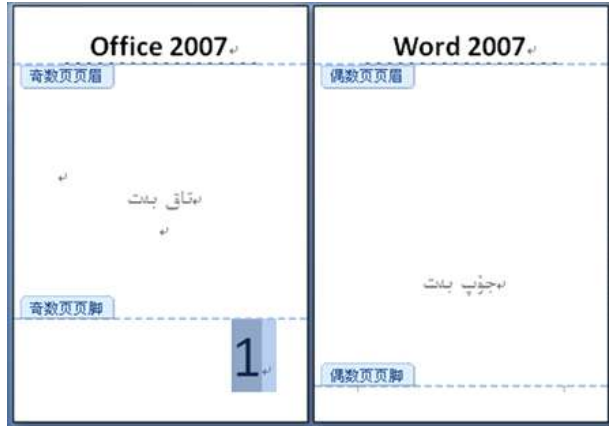 Office 2007
奇数页页眉
تاق بەت
奇数页页脚
1
Word 2007
偶数页页眉
جۈپ بەت
偶数页页脚